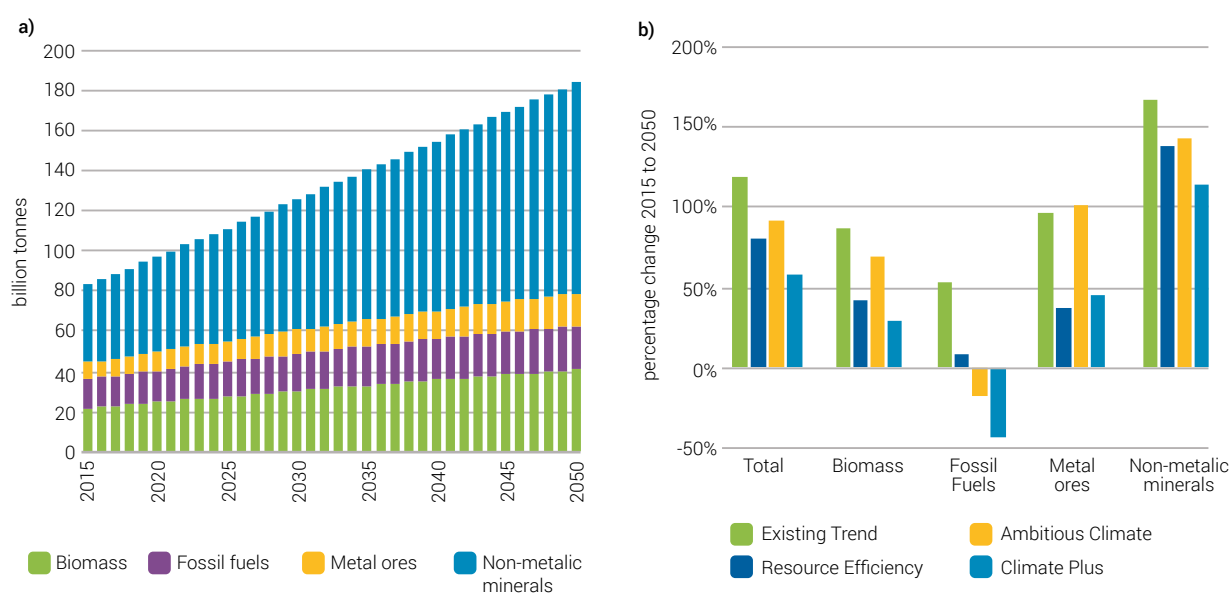 a)
billion tonnes
200
180
160
140
120
100
80
60
40
20
0
2015
2020
2025
2030
2035
2040
2045
2050
Biomass
Fossil fuels
Metal ores
Non-metalic
minerals
b)
percentage change 2015 to 2050
200%
150%
100%
50%
0%
-50%
Total
Biomass
Fossil
Fuels
Metal
ores
Non-metalic
minerals
Existing Trend
Ambitious Climate
Resource Efficiency
Climate Plus